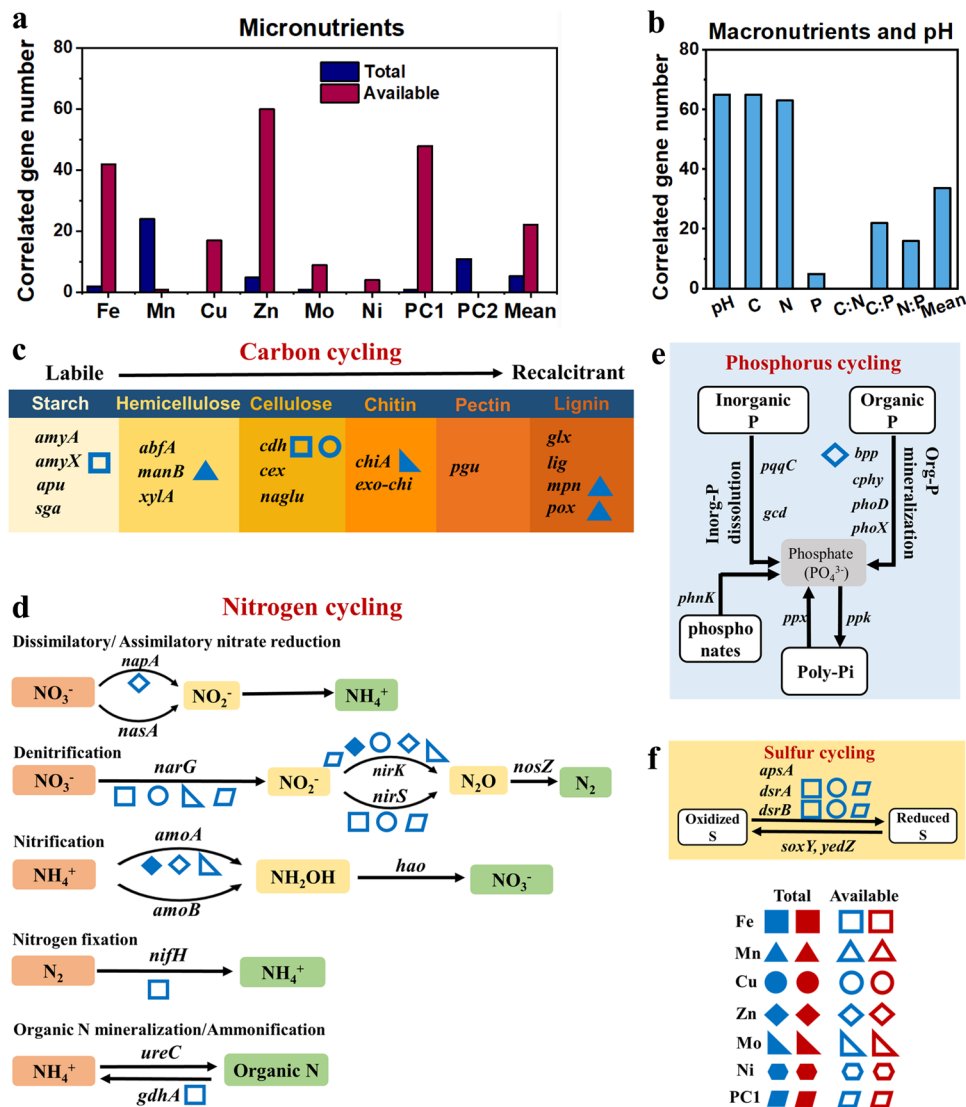 a
Micronutrients
Correlated gene number
80
60
40
20
0
Total
Available
Fe Mn Cu Zn Mo Ni PC1 PC2 Mean
b
Macronutrients and pH
Correlated gene number
80
60
40
20
0
pH C N P C:N C:P N:P Mean
c
Carbon cycling
Labile Recalcitrant
Starch Hemicellulose Cellulose Chitin Pectin Lignin
amyA
amyX
apu
sga
abfA
manB
xylA
cdh
cex
naglu
chiA
exo-chi
pgu
glx
lig
mpn
pox
d
Nitrogen cycling
Dissimilatory/ Assimilatory nitrate reduction
napA
NO₃⁻ NO₂⁻ NH₄⁺
nasA
Denitrification
narG nirK nosZ
NO₃⁻ NO₂⁻ N₂O N₂
nirS
Nitrification
amoA
NH₄⁺ NH₂OH hao NO₃⁻
amoB
Nitrogen fixation
nifH
N₂ NH₄⁺
Organic N mineralization/Ammonification
ureC
NH₄⁺ Organic N
gdhA
e
Phosphorus cycling
Inorganic
P
Organic
P
Inorg-P
dissolution
pqqC
gcd
bpp
cphy
phoD
phoX
Org-P
mineralization
Phosphate
(PO₄³⁻)
phnK
phospho
nates
ppx
ppk
Poly-Pi
f
Sulfur cycling
apsA
dsrA
dsrB
Oxidized
S
Reduced
S
soxY, yedZ
Total Available
Fe
Mn
Cu
Zn
Mo
Ni
PC1